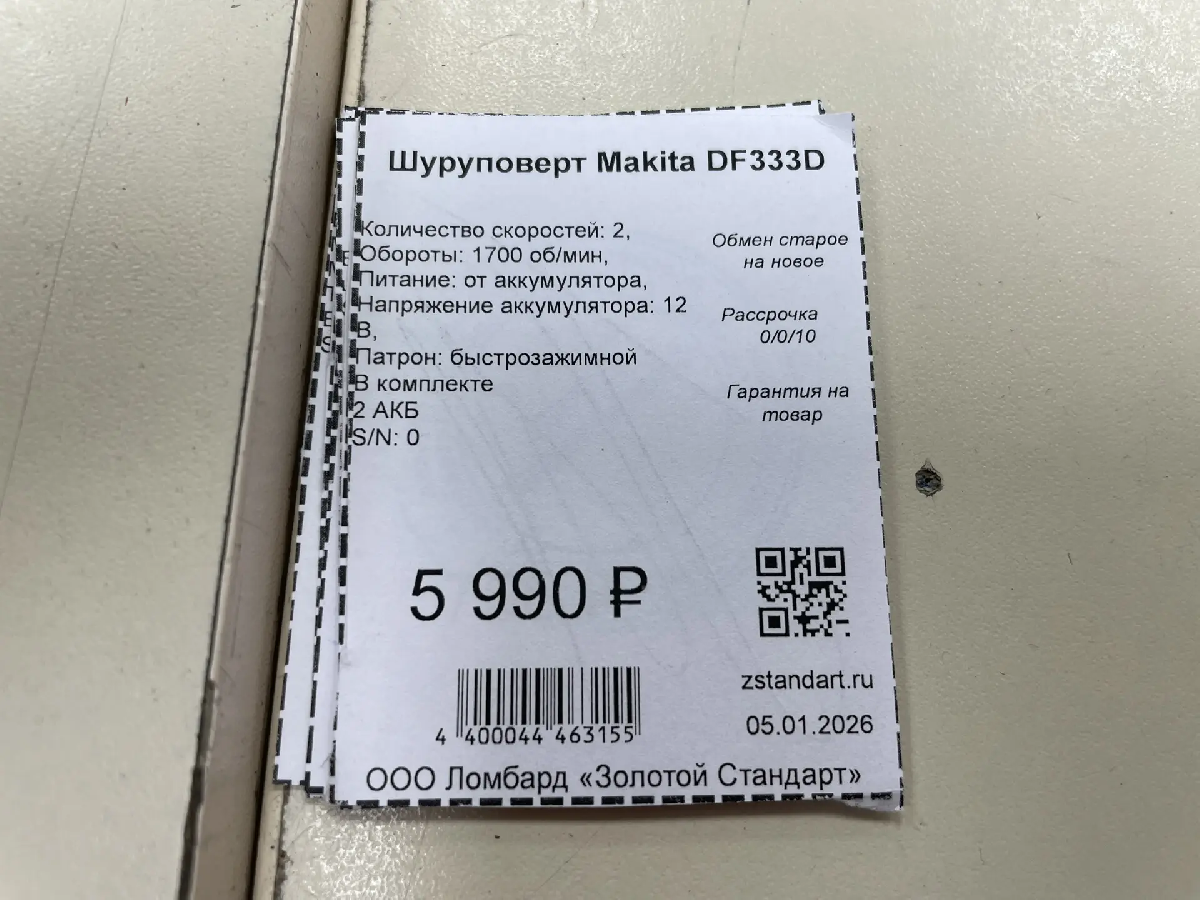 Шуруповерт Makita DF333D
Количество скоростей: 2,
Обороты: 1700 об/мин,
Питание: от аккумулятора,
Напряжение аккумулятора: 12
В,
Патрон: быстрозажимной
В комплекте
2 АКБ
S/N: 0
Обмен старое
на новое
Рассрочка
0/0/10
Гарантия на
товар
5 990 ₽
4 400044 463155
zstandart.ru
05.01.2026
ООО Ломбард «Золотой Стандарт»